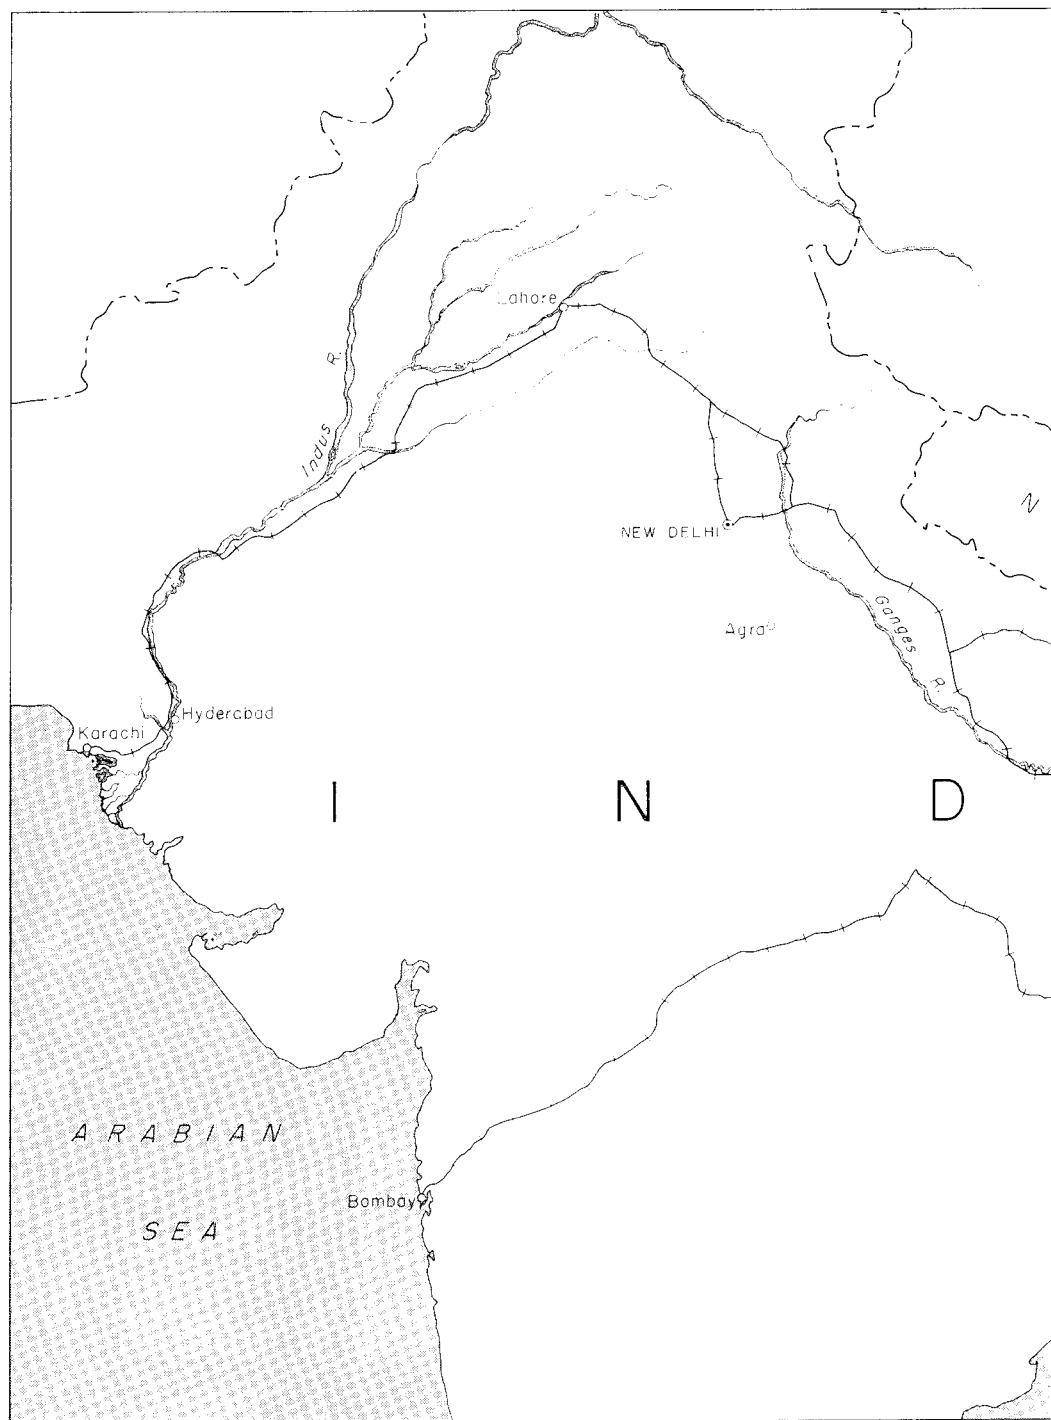 Lahore
Indus R.
N
NEW DELHI
Ganges R.
Agra
Hyderabad
Karachi
I N D
ARABIAN
Bombay
SEA